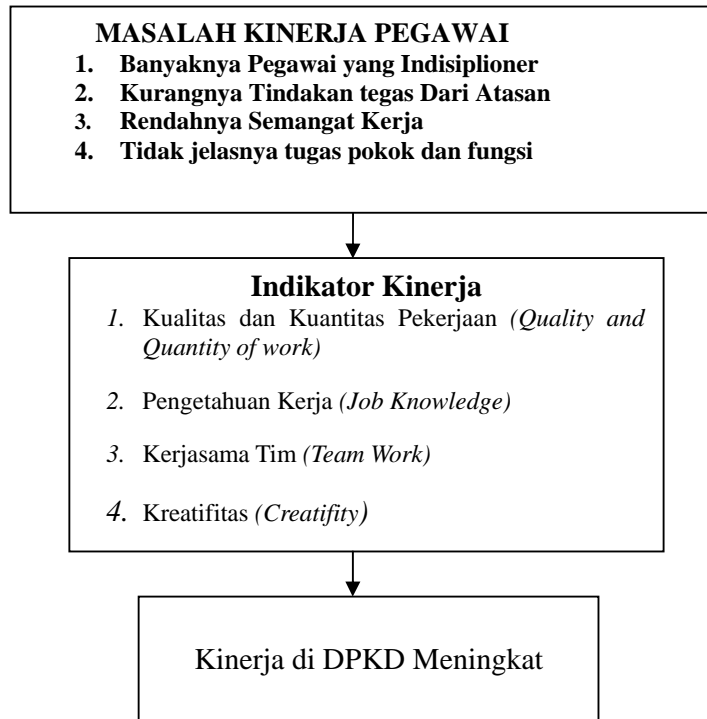 MASALAH KINERJA PEGAWAI
1. Banyaknya Pegawai yang Indisiplioner
2. Kurangnya Tindakan tegas Dari Atasan
3. Rendahnya Semangat Kerja
4. Tidak jelasnya tugas pokok dan fungsi
Indikator Kinerja
1. Kualitas dan Kuantitas Pekerjaan (Quality and
Quantity of work)
2. Pengetahuan Kerja (Job Knowledge)
3. Kerjasama Tim (Team Work)
4. Kreatifitas (Creatifity)
Kinerja di DPKD Meningkat